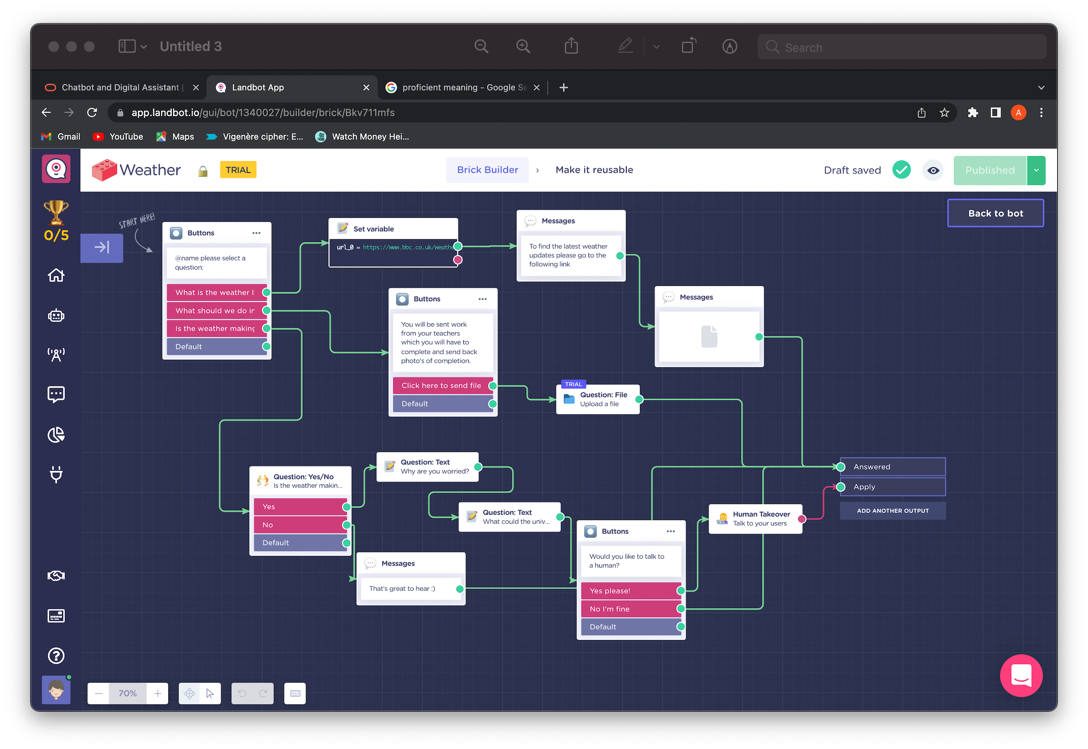 Untitled 3
Search
Chatbot and Digital Assistant |
Landbot App
proficient meaning - Google Se
app.landbot.io/gui/bot/1340027/builder/brick/Bkv711mfs
A
Gmail
YouTube
Maps
Vigenère cipher: E...
Watch Money Hei...
Weather
TRIAL
Brick Builder
Make it reusable
Draft saved
Published
Back to bot
0/5
START HERE!
Buttons
@name please select a
question:
What is the weather l
What should we do in
Is the weather making
Default
Set variable
url_0 = https://www.bbc.co.uk/weathe
Messages
To find the latest weather
updates please go to the
following link
Messages
Buttons
You will be sent work
from your teachers
which you will have to
complete and send back
photo's of completion.
Click here to send file
Default
TRIAL
Question: File
Upload a file
Question: Yes/No
Is the weather makin...
Yes
No
Default
Question: Text
Why are you worried?
Question: Text
What could the univ...
Messages
That's great to hear :)
Buttons
Would you like to talk to
a human?
Yes please!
No I'm fine
Default
Human Takeover
Talk to your users
Answered
Apply
ADD ANOTHER OUTPUT
70%